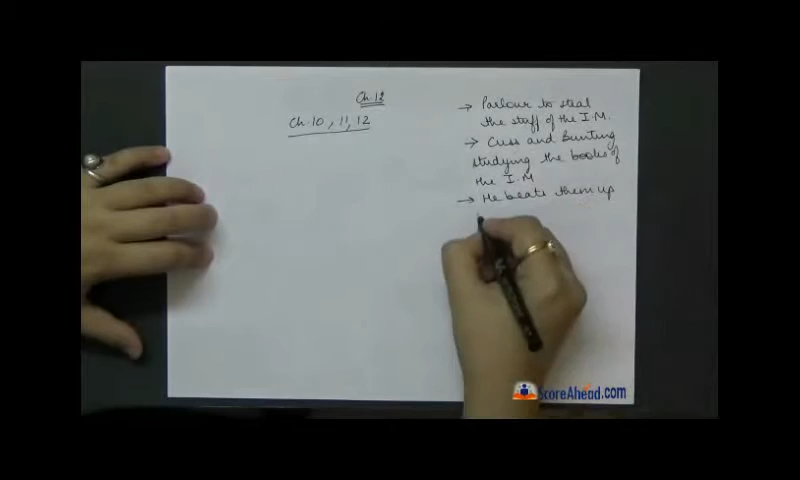 Ch.12
Ch.10, 11, 12
→ Parlour to steal
the stuff of the I.M.
→ Cuss and Bunting
studying the books of
the I.M
→ He beats them up
ScoreAhead.com